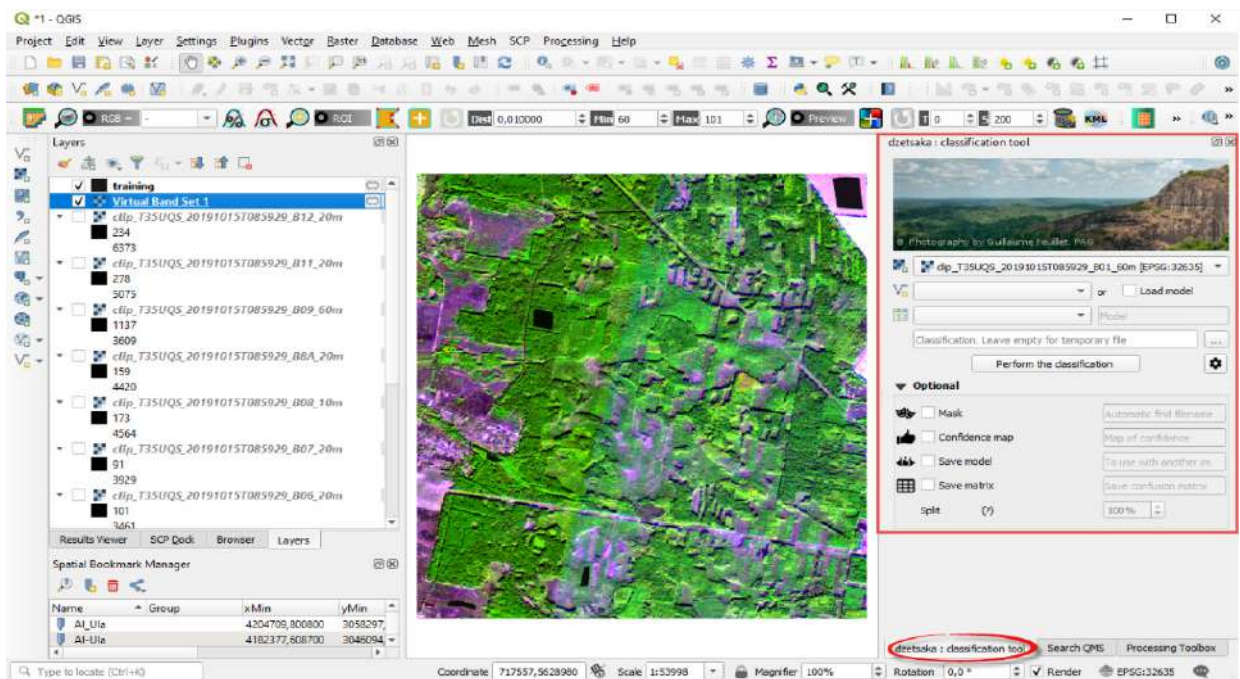 *1 - QGIS
Project Edit View Layer Settings Plugins Vector Raster Database Web Mesh SCP Processing Help
RGB = - ROI Dist 0,010000 Min 60 Max 101 Preview T 0 S 200 KML
Layers
training
Virtual Band Set 1
clip_T35UQS_20191015T085929_B12_20m
234
6373
clip_T35UQS_20191015T085929_B11_20m
278
5075
clip_T35UQS_20191015T085929_B09_60m
1137
3609
clip_T35UQS_20191015T085929_B8A_20m
159
4420
clip_T35UQS_20191015T085929_B08_10m
173
4564
clip_T35UQS_20191015T085929_B07_20m
91
3929
clip_T35UQS_20191015T085929_B06_20m
101
3461
Results Viewer SCP Dock Browser Layers
Spatial Bookmark Manager
Name Group xMin yMin
Al_Ula 4204709,800800 3058297,
Al-Ula 4182377,608700 3046094,
dzetsaka : classification tool
© Photography by Guillaume Feuillet, PAG
clip_T35UQS_20191015T085929_B01_60m [EPSG:32635]
or Load model
Model
Classification. Leave empty for temporary file ...
Perform the classification
Optional
Mask Automatic find filename
Confidence map Map of confidence
Save model To use with another m...
Save matrix Save confusion matrix
Split (?) 100 %
dzetsaka : classification tool Search QMS Processing Toolbox
Type to locate (Ctrl+K) Coordinate 717557,5628980 Scale 1:53998 Magnifier 100% Rotation 0,0 ° Render EPSG:32635